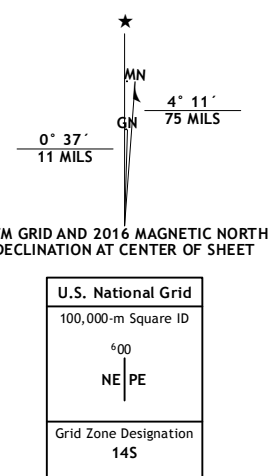 ★
MN
4° 11´
75 MILS
GN
0° 37´
11 MILS
M GRID AND 2016 MAGNETIC NORTH
DECLINATION AT CENTER OF SHEET
U.S. National Grid
100,000-m Square ID
⁶00
NE PE
Grid Zone Designation
14S